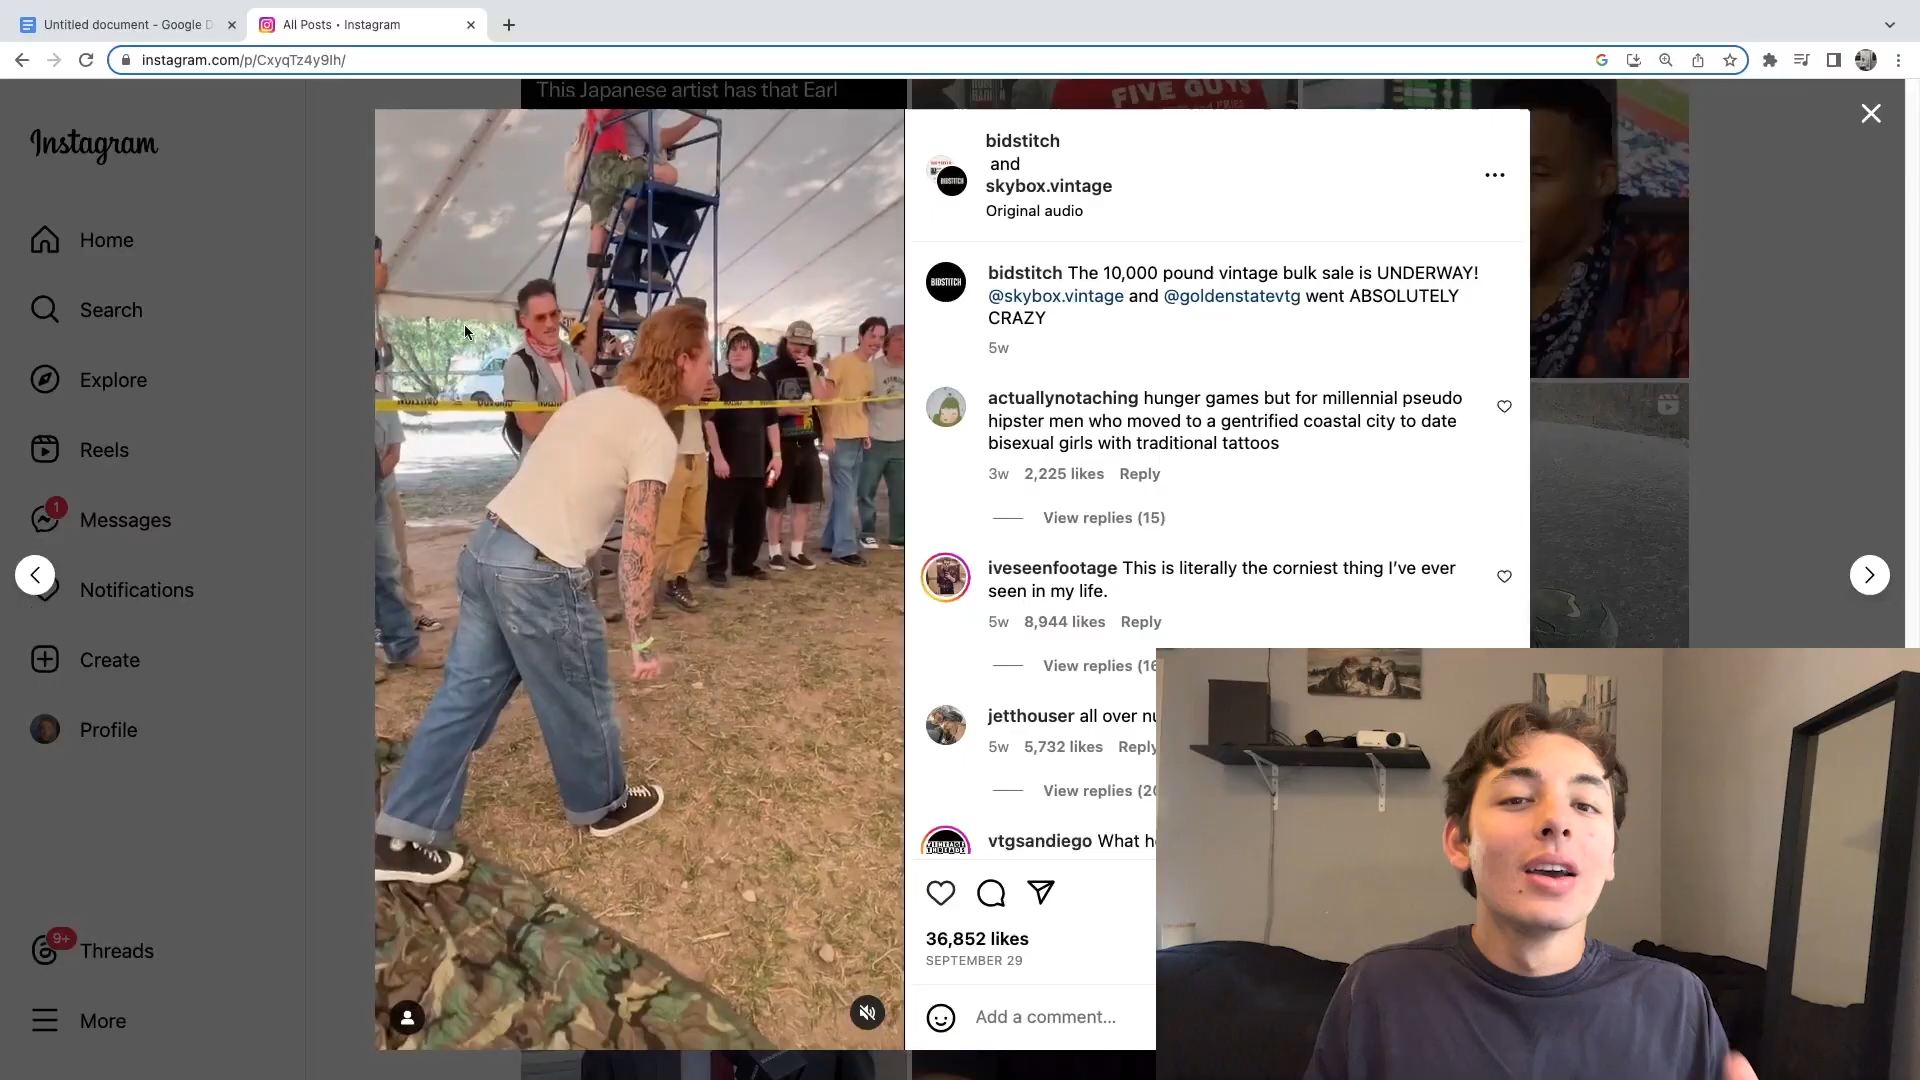 Untitled document - Google D
All Posts • Instagram
instagram.com/p/CxyqTz4y9Ih/
This Japanese artist has that Earl
FIVE GUYS
Instagram
Home
Search
Explore
Reels
1
Messages
Notifications
Create
Profile
9+
Threads
More
bidstitch
and
skybox.vintage
Original audio
BIDSTITCH
bidstitch The 10,000 pound vintage bulk sale is UNDERWAY!
@skybox.vintage and @goldenstatevtg went ABSOLUTELY
CRAZY
5w
actuallynotaching hunger games but for millennial pseudo
hipster men who moved to a gentrified coastal city to date
bisexual girls with traditional tattoos
3w 2,225 likes Reply
View replies (15)
iveseenfootage This is literally the corniest thing I’ve ever
seen in my life.
5w 8,944 likes Reply
View replies (16
jetthouser all over nu
5w 5,732 likes Reply
View replies (20
vtgsandiego What h
36,852 likes
SEPTEMBER 29
Add a comment...